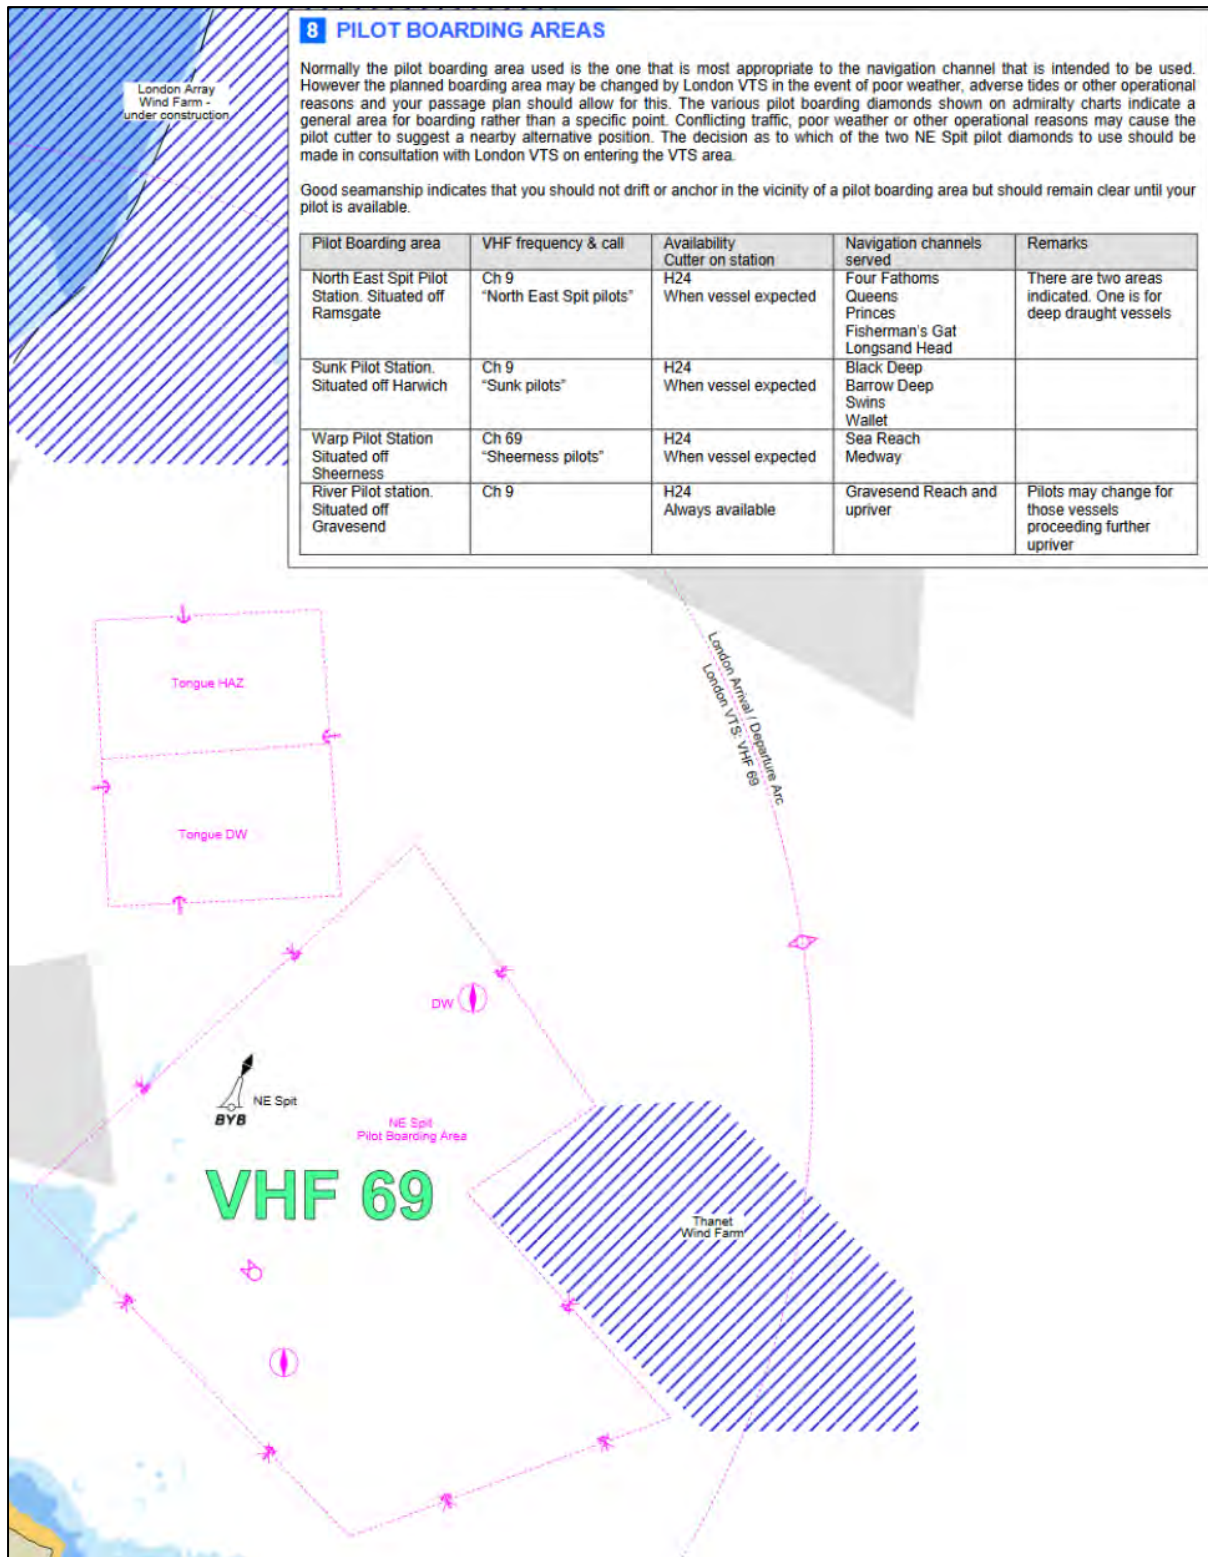 London Array
Wind Farm -
under construction
8 PILOT BOARDING AREAS
Normally the pilot boarding area used is the one that is most appropriate to the navigation channel that is intended to be used.
However the planned boarding area may be changed by London VTS in the event of poor weather, adverse tides or other operational
reasons and your passage plan should allow for this. The various pilot boarding diamonds shown on admiralty charts indicate a
general area for boarding rather than a specific point. Conflicting traffic, poor weather or other operational reasons may cause the
pilot cutter to suggest a nearby alternative position. The decision as to which of the two NE Spit pilot diamonds to use should be
made in consultation with London VTS on entering the VTS area.
Good seamanship indicates that you should not drift or anchor in the vicinity of a pilot boarding area but should remain clear until your
pilot is available.
Pilot Boarding area VHF frequency & call Availability Navigation channels Remarks
Cutter on station served
North East Spit Pilot Ch 9 H24 Four Fathoms There are two areas
Station. Situated off “North East Spit pilots” When vessel expected Queens indicated. One is for
Ramsgate Princes deep draught vessels
Fisherman's Gat
Longsand Head
Sunk Pilot Station. Ch 9 H24 Black Deep
Situated off Harwich “Sunk pilots” When vessel expected Barrow Deep
Swins
Wallet
Warp Pilot Station Ch 69 H24 Sea Reach
Situated off “Sheerness pilots” When vessel expected Medway
Sheerness
River Pilot station. Ch 9 H24 Gravesend Reach and Pilots may change for
Situated off Always available upriver those vessels
Gravesend proceeding further
upriver
London Arrival / Departure Arc
London VTS: VHF 69
Tongue HAZ
Tongue DW
DW
NE Spit
BYB
NE Spit
Pilot Boarding Area
VHF 69
Thanet
Wind Farm